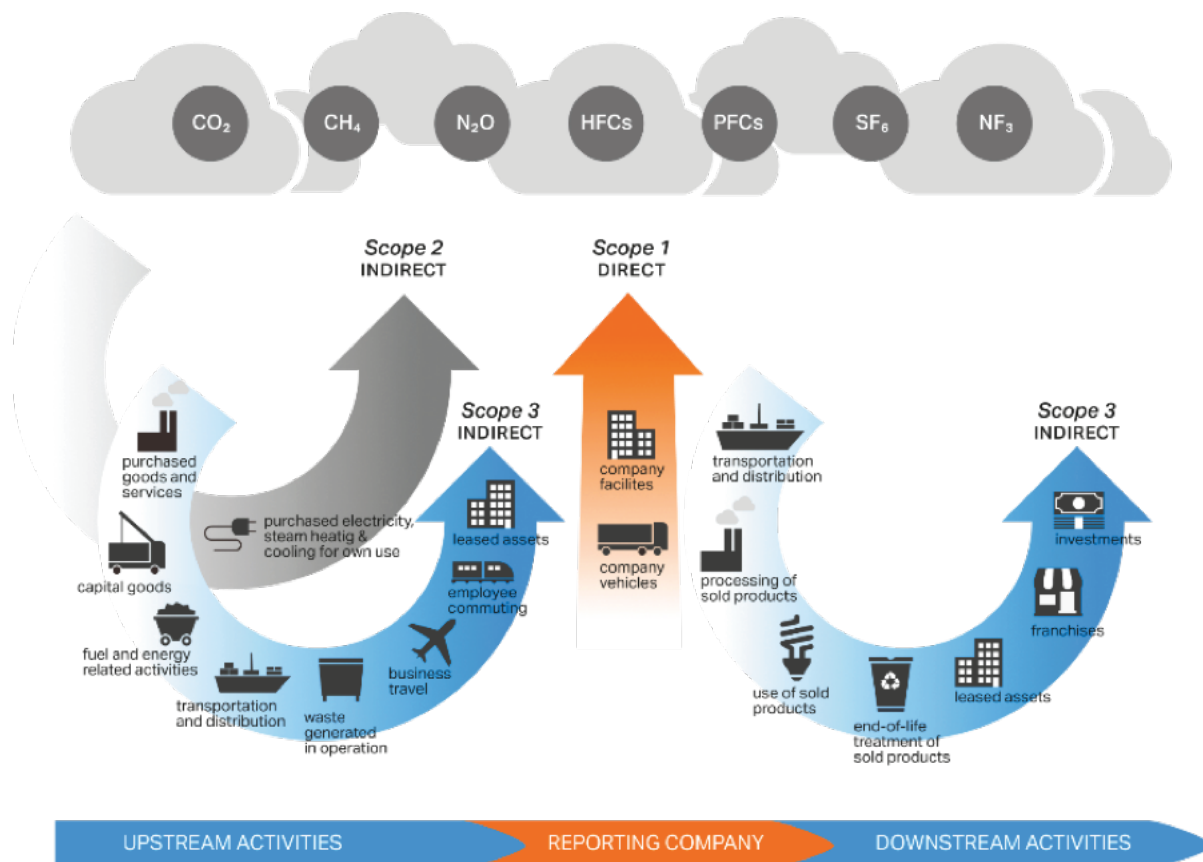 CO₂
CH₄
N₂O
HFCs
PFCs
SF₆
NF₃
Scope 2
INDIRECT
Scope 1
DIRECT
Scope 3
INDIRECT
Scope 3
INDIRECT
purchased
goods and
services
capital goods
fuel and energy
related activities
transportation
and distribution
waste
generated
in operation
business
travel
employee
commuting
leased assets
purchased electricity,
steam heatig &
cooling for own use
company
facilites
company
vehicles
transportation
and distribution
processing of
sold products
use of sold
products
end-of-life
treatment of
sold products
leased assets
franchises
investments
UPSTREAM ACTIVITIES
REPORTING COMPANY
DOWNSTREAM ACTIVITIES